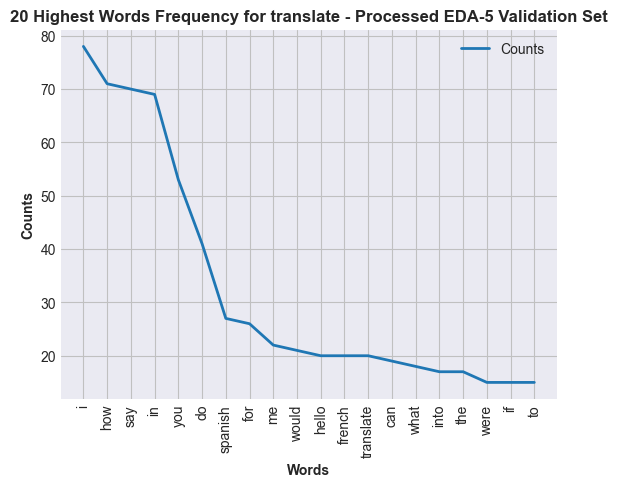 20 Highest Words Frequency for translate - Processed EDA-5 Validation Set
Counts
80
70
60
50
40
30
20
Counts
i
how
say
in
you
do
spanish
for
me
would
hello
french
translate
can
what
into
the
were
if
to
Words